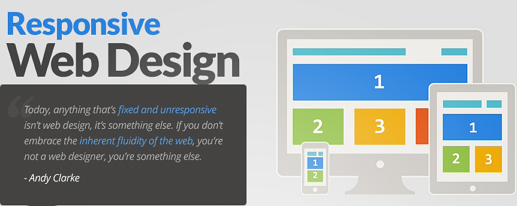 Responsive
Web Design
Today, anything that's fixed and unresponsive
isn't web design, it's something else. If you don't
embrace the inherent fluidity of the web, you're
not a web designer, you're something else.
- Andy Clarke
1
2
3
1
2
1
2
3